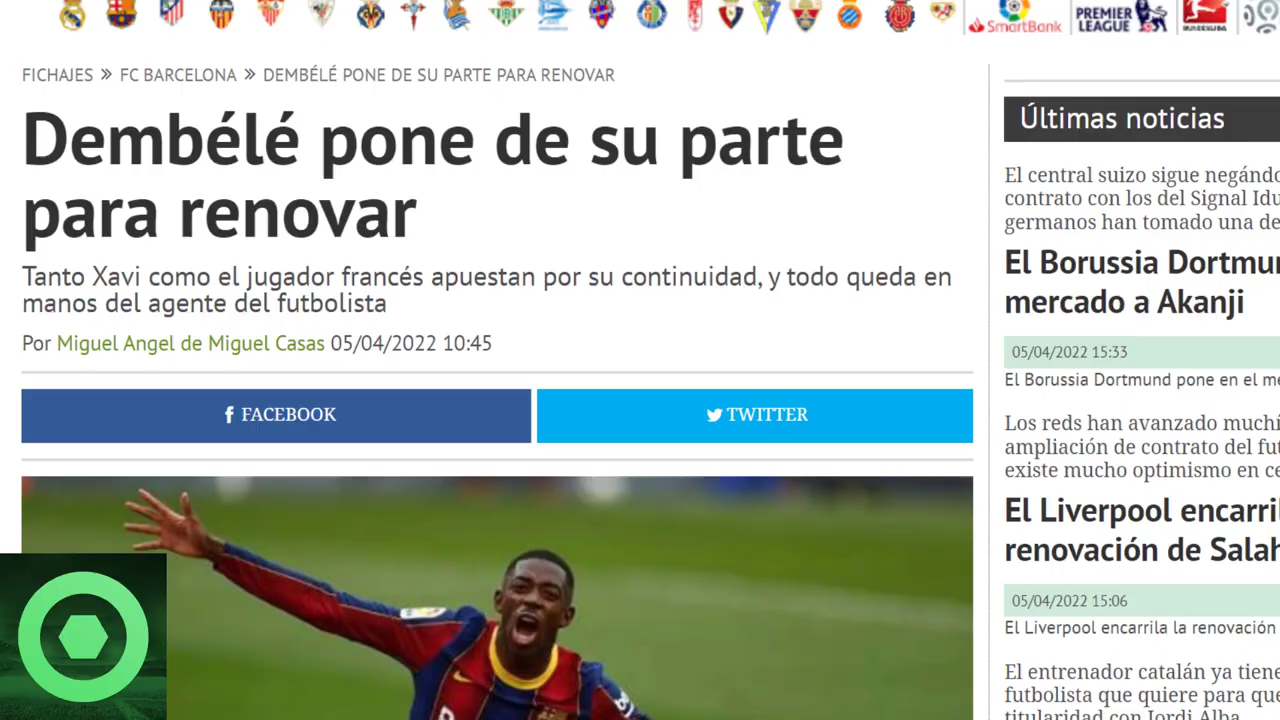 SmartBank
PREMIER
LEAGUE
BUNDESLIGA
FICHAJES » FC BARCELONA » DEMBÉLÉ PONE DE SU PARTE PARA RENOVAR
Dembélé pone de su parte
para renovar
Tanto Xavi como el jugador francés apuestan por su continuidad, y todo queda en
manos del agente del futbolista
Por Miguel Angel de Miguel Casas 05/04/2022 10:45
FACEBOOK
TWITTER
Últimas noticias
El central suizo sigue negándo
contrato con los del Signal Idu
germanos han tomado una de
El Borussia Dortmun
mercado a Akanji
05/04/2022 15:33
El Borussia Dortmund pone en el me
Los reds han avanzado muchí
ampliación de contrato del fut
existe mucho optimismo en ce
El Liverpool encarril
renovación de Salah
05/04/2022 15:06
El Liverpool encarrila la renovación
El entrenador catalán ya tiene
futbolista que quiere para que
titularidad con Jordi Alba